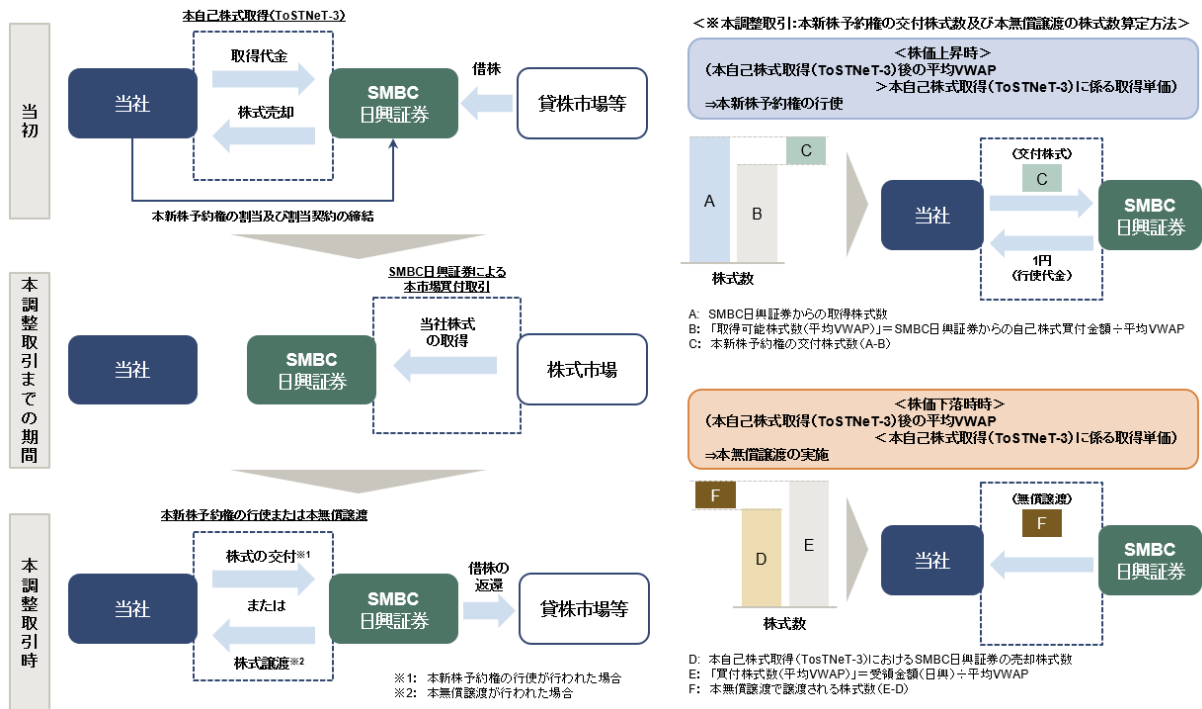 本自己株式取得(ToSTNeT-3)
当初
当社
取得代金
株式売却
SMBC
日興証券
借株
貸株市場等
本新株予約権の割当及び割当契約の締結
本調整取引までの期間
SMBC日興証券による
本市場買付取引
当社
SMBC
日興証券
当社株式
の取得
株式市場
本新株予約権の行使または本無償譲渡
本調整取引時
当社
株式の交付※1
または
株式譲渡※2
SMBC
日興証券
借株の
返還
貸株市場等
※1: 本新株予約権の行使が行われた場合
※2: 本無償譲渡が行われた場合
<※本調整取引:本新株予約権の交付株式数及び本無償譲渡の株式数算定方法>
<株価上昇時>
(本自己株式取得(ToSTNeT-3)後の平均VWAP
>本自己株式取得(ToSTNeT-3)に係る取得単価)
⇒本新株予約権の行使
A
B
C
株式数
当社
(交付株式)
C
1円
(行使代金)
SMBC
日興証券
A: SMBC日興証券からの取得株式数
B: 「取得可能株式数(平均VWAP)」=SMBC日興証券からの自己株式買付金額÷平均VWAP
C: 本新株予約権の交付株式数(A-B)
<株価下落時時>
(本自己株式取得(ToSTNeT-3)後の平均VWAP
<本自己株式取得(ToSTNeT-3)に係る取得単価)
⇒本無償譲渡の実施
F
D
E
株式数
当社
(無償譲渡)
F
SMBC
日興証券
D: 本自己株式取得(TosTNeT-3)におけるSMBC日興証券の売却株式数
E: 「買付株式数(平均VWAP)」=受領金額(日興)÷平均VWAP
F: 本無償譲渡で譲渡される株式数(E-D)